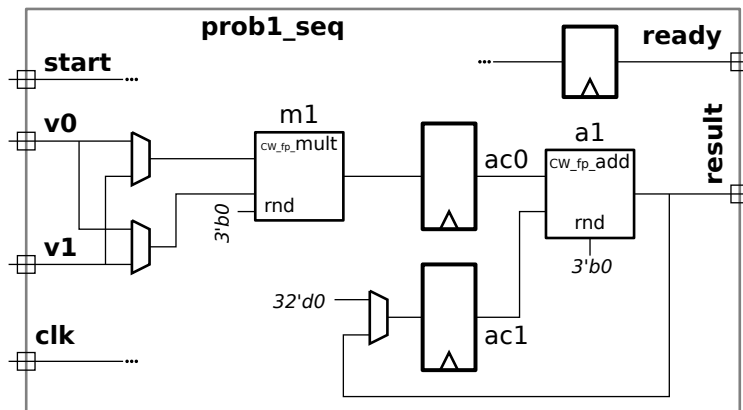 prob1_seq
ready
start
...
...
m1
v0
CW_fp_mult
a1
ac0
CW_fp_add
result
rnd
3'b0
rnd
v1
3'b0
32'd0
ac1
clk
...